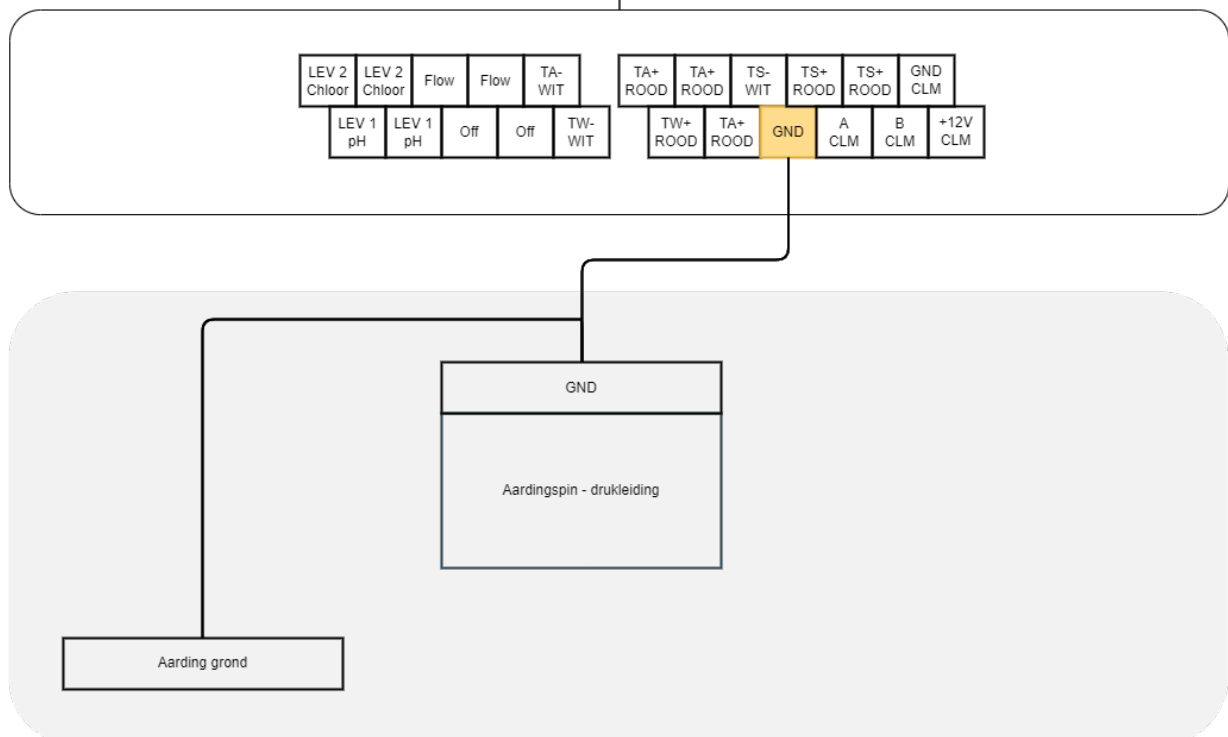 LEV 2 LEV 2 Flow Flow TA- TA+ TA+ TS- TS+ TS+ GND
Chloor Chloor WIT ROOD ROOD WIT ROOD ROOD CLM
LEV 1 LEV 1 Off Off TW- TW+ TA+ GND A B +12V
pH pH WIT ROOD ROOD CLM CLM CLM
GND
Aardingspin - drukleiding
Aarding grond